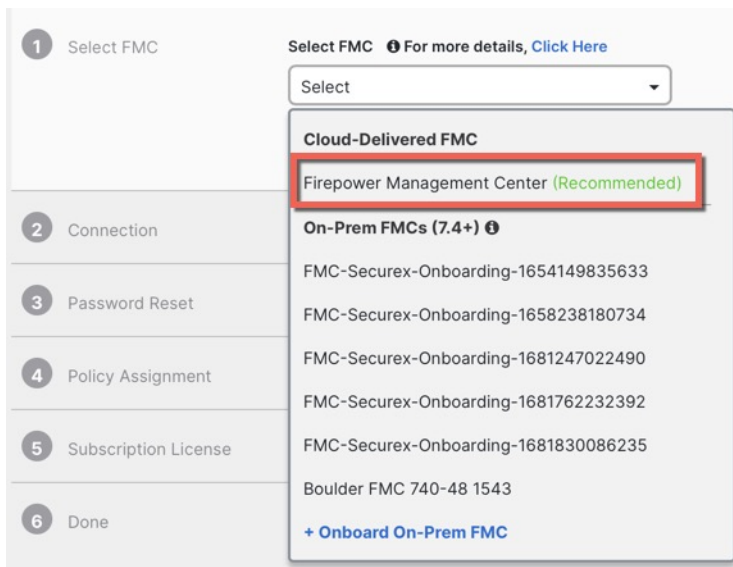 1 Select FMC
Select FMC For more details, Click Here
Select
Cloud-Delivered FMC
Firepower Management Center (Recommended)
On-Prem FMCs (7.4+)
FMC-Securex-Onboarding-1654149835633
FMC-Securex-Onboarding-1658238180734
FMC-Securex-Onboarding-1681247022490
FMC-Securex-Onboarding-1681762232392
FMC-Securex-Onboarding-1681830086235
Boulder FMC 740-48 1543
+ Onboard On-Prem FMC
2 Connection
3 Password Reset
4 Policy Assignment
5 Subscription License
6 Done